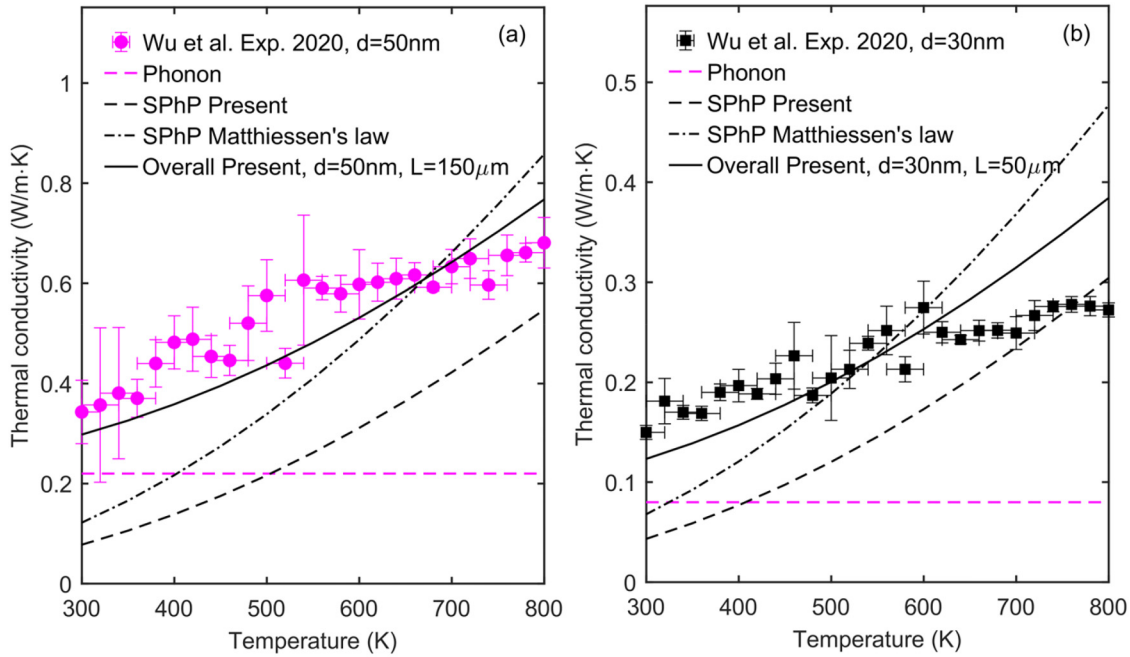 (a)
Wu et al. Exp. 2020, d=50nm
Phonon
SPhP Present
SPhP Matthiessen's law
Overall Present, d=50nm, L=150μm
Thermal conductivity (W/m·K)
1
0.8
0.6
0.4
0.2
0
300 400 500 600 700 800
Temperature (K)
(b)
Wu et al. Exp. 2020, d=30nm
Phonon
SPhP Present
SPhP Matthiessen's law
Overall Present, d=30nm, L=50μm
Thermal conductivity (W/m·K)
0.5
0.4
0.3
0.2
0.1
0
300 400 500 600 700 800
Temperature (K)